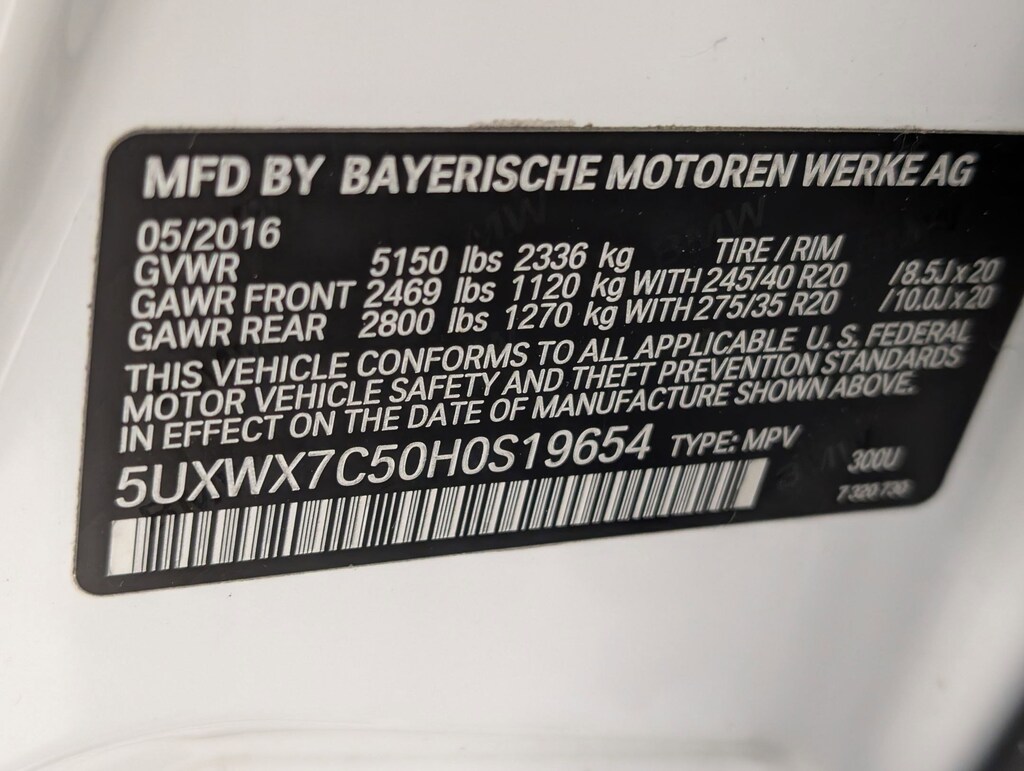 MFD BY BAYERISCHE MOTOREN WERKE AG
05/2016
GVWR 5150 lbs 2336 kg TIRE / RIM
GAWR FRONT 2469 lbs 1120 kg WITH 245/40 R20 /8.5J x 20
GAWR REAR 2800 lbs 1270 kg WITH 275/35 R20 /10.0J x 20
THIS VEHICLE CONFORMS TO ALL APPLICABLE U. S. FEDERAL
MOTOR VEHICLE SAFETY AND THEFT PREVENTION STANDARDS
IN EFFECT ON THE DATE OF MANUFACTURE SHOWN ABOVE.
5UXWX7C50H0S19654 TYPE: MPV
300U
7 320 730